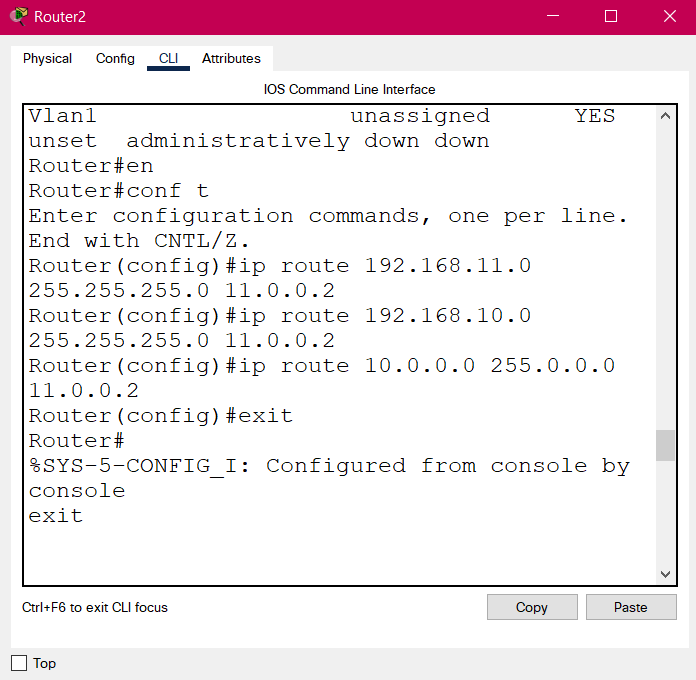 Router2
Physical Config CLI Attributes
IOS Command Line Interface
Vlan1 unassigned YES
unset administratively down down
Router#en
Router#conf t
Enter configuration commands, one per line.
End with CNTL/Z.
Router(config)#ip route 192.168.11.0
255.255.255.0 11.0.0.2
Router(config)#ip route 192.168.10.0
255.255.255.0 11.0.0.2
Router(config)#ip route 10.0.0.0 255.0.0.0
11.0.0.2
Router(config)#exit
Router#
%SYS-5-CONFIG_I: Configured from console by
console
exit
Ctrl+F6 to exit CLI focus
Copy Paste
Top